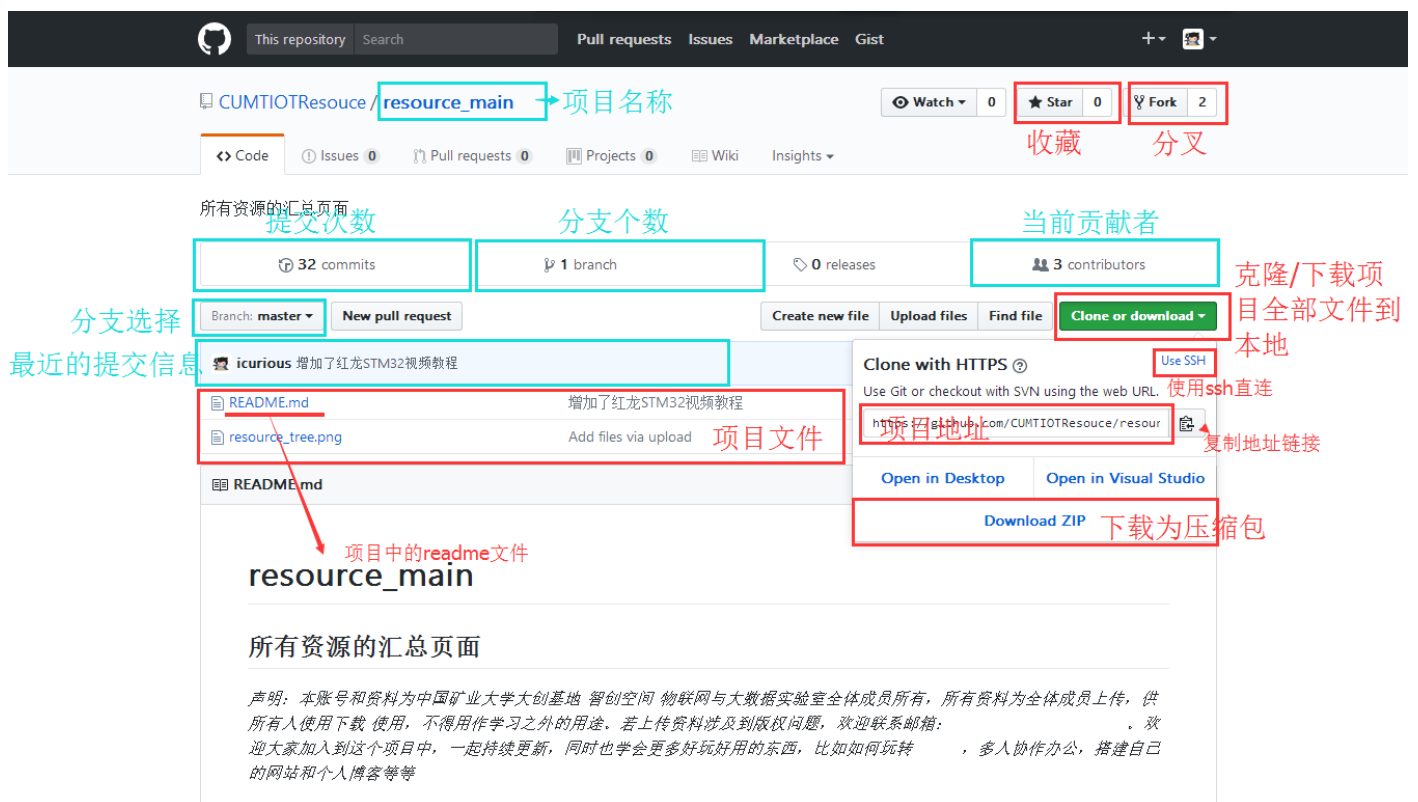 This repository Search Pull requests Issues Marketplace Gist
CUMTIOTResouce / resource_main 项目名称 Watch 0 Star 0 Fork 2
收藏 分叉
Code Issues 0 Pull requests 0 Projects 0 Wiki Insights
所有资源的汇总页面
提交次数 分支个数 当前贡献者
32 commits 1 branch 0 releases 3 contributors
克隆/下载项
目全部文件到
本地
分支选择 Branch: master New pull request Create new file Upload files Find file Clone or download
最近的提交信息 icurious 增加了红龙STM32视频教程
Clone with HTTPS Use SSH
Use Git or checkout with SVN using the web URL. 使用ssh直连
README.md 增加了红龙STM32视频教程
https://github.com/CUMTIOTResouce/resour
项目地址
复制地址链接
resource_tree.png Add files via upload 项目文件
Open in Desktop Open in Visual Studio
README.md
Download ZIP 下载为压缩包
项目中的readme文件
resource_main
所有资源的汇总页面
声明：本账号和资料为中国矿业大学大创基地 智创空间 物联网与大数据实验室全体成员所有，所有资料为全体成员上传，供
所有人使用下载 使用，不得用作学习之外的用途。若上传资料涉及到版权问题，欢迎联系邮箱： 。欢
迎大家加入到这个项目中，一起持续更新，同时也学会更多好玩好用的东西，比如如何玩转 ，多人协作办公，搭建自己
的网站和个人博客等等